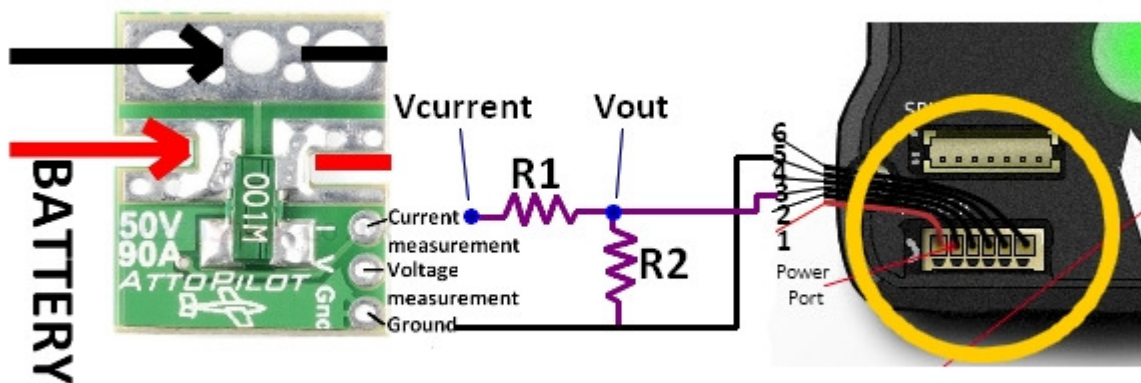 BATTERY
001M
50V
90A
ATTOPILOT
I
V
Gnd
Current
measurement
Voltage
measurement
Ground
Vcurrent
R1
Vout
R2
6
5
4
3
2
1
Power
Port